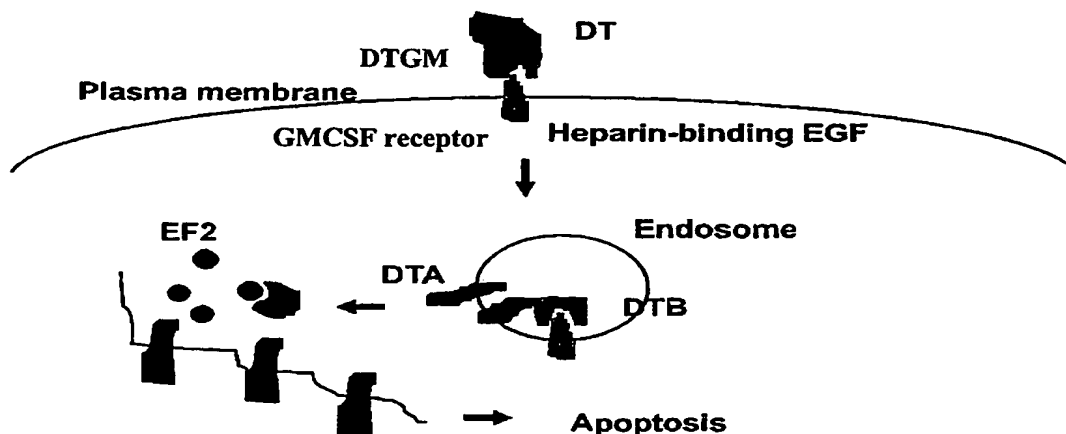 DT
DTGM
Plasma membrane
GMCSF receptor
Heparin-binding EGF
EF2
Endosome
DTA
DTB
Apoptosis